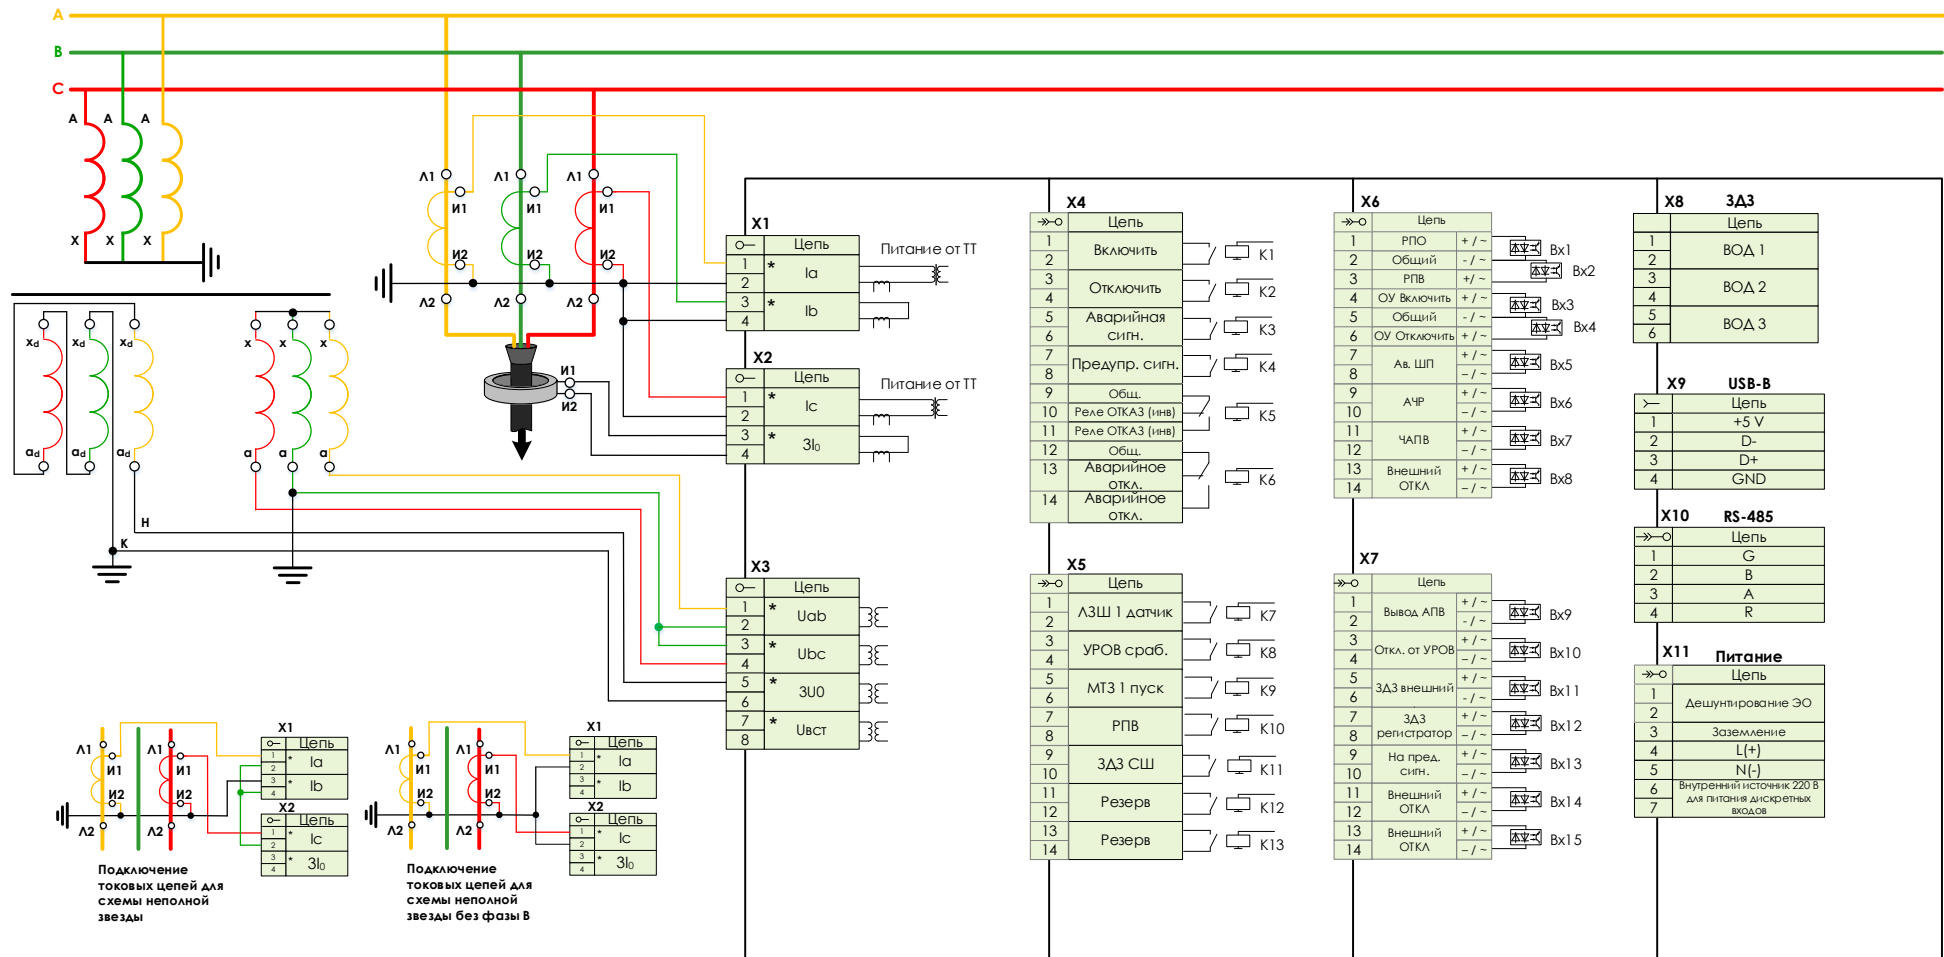 A
B
C
A A A
X X X
Л1 Л1 Л1
И1 И1 И1
И2 И2 И2
Л2 Л2 Л2
И1
И2
xd xd xd
ad ad ad
x x x
a a a
Н
К
X1
Цепь
1 * Ia
2
3 * Ib
4
Питание от ТТ
X2
Цепь
1 * Ic
2
3 * 3I0
4
Питание от ТТ
X3
Цепь
1 * Uab
2
3 * Ubc
4
5 * 3U0
6
7 * Uвст
8
X4
Цепь
1 Включить K1
2
3 Отключить K2
4
5 Аварийная K3
6 сигн.
7 Предупр. сигн. K4
8
9 Общ.
10 Реле ОТКАЗ (инв) K5
11 Реле ОТКАЗ (инв)
12 Общ.
13 Аварийное откл. K6
14 Аварийное откл.
X5
Цепь
1 ЛЗШ 1 датчик K7
2
3 УРОВ сраб. K8
4
5 МТЗ 1 пуск K9
6
7 РПВ K10
8
9 ЗДЗ СШ K11
10
11 Резерв K12
12
13 Резерв K13
14
X6
Цепь
1 РПО + / ~ Вх1
2 Общий - / ~
3 РПВ +/ ~ Вх2
4 ОУ Включить + / ~ Вх3
5 Общий - / ~
6 ОУ Отключить + / ~ Вх4
7 Ав. ШП + / ~ Вх5
8 – / ~
9 АЧР + / ~ Вх6
10 – / ~
11 ЧАПВ + / ~ Вх7
12 – / ~
13 Внешний + / ~ Вх8
14 ОТКЛ – / ~
X7
Цепь
1 Вывод АПВ + / ~ Вх9
2 - / ~
3 Откл. от УРОВ + / ~ Вх10
4 – / ~
5 ЗДЗ внешний + / ~ Вх11
6 - / ~
7 ЗДЗ + / ~ Вх12
8 регистратор – / ~
9 На пред. + / ~ Вх13
10 сигн. – / ~
11 Внешний + / ~ Вх14
12 ОТКЛ – / ~
13 Внешний + / ~ Вх15
14 ОТКЛ – / ~
X8 ЗДЗ
Цепь
1 ВОД 1
2
3 ВОД 2
4
5 ВОД 3
6
X9 USB-B
Цепь
1 +5 V
2 D-
3 D+
4 GND
X10 RS-485
Цепь
1 G
2 B
3 A
4 R
X11 Питание
Цепь
1 Дешунтирование ЭО
2
3 Заземление
4 L(+)
5 N(-)
6 Внутренний источник 220 В
7 для питания дискретных
входов
Л1 Л1
И1 И1
И2 И2
Л2 Л2
X1
Цепь
1 * Ia
2
3 * Ib
4
X2
Цепь
1 * Ic
2
3 * 3I0
4
Подключение
токовых цепей для
схемы неполной
звезды
Л1 Л1
И1 И1
И2 И2
Л2 Л2
X1
Цепь
1 * Ia
2
3 * Ib
4
X2
Цепь
1 * Ic
2
3 * 3I0
4
Подключение
токовых цепей для
схемы неполной
звезды без фазы В